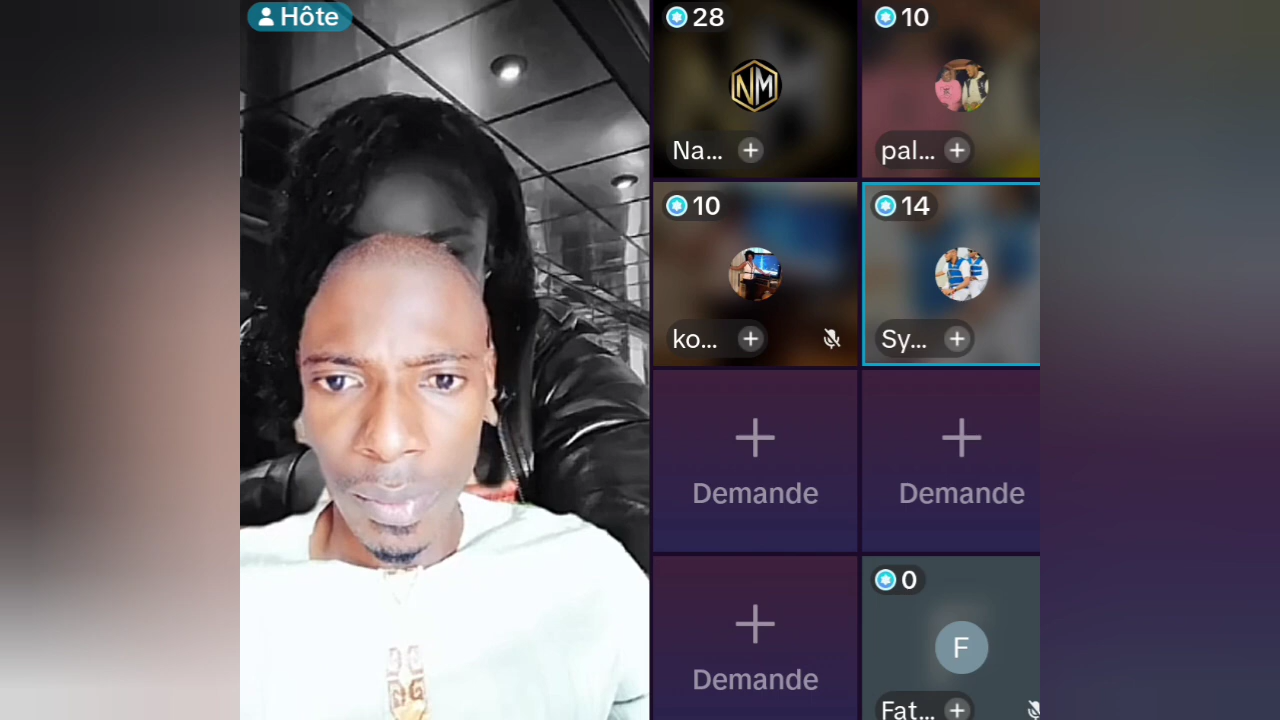 Hôte
28
10
NM
Na...
pal...
10
14
ko...
Sy...
Demande
Demande
0
F
Demande
Fat...